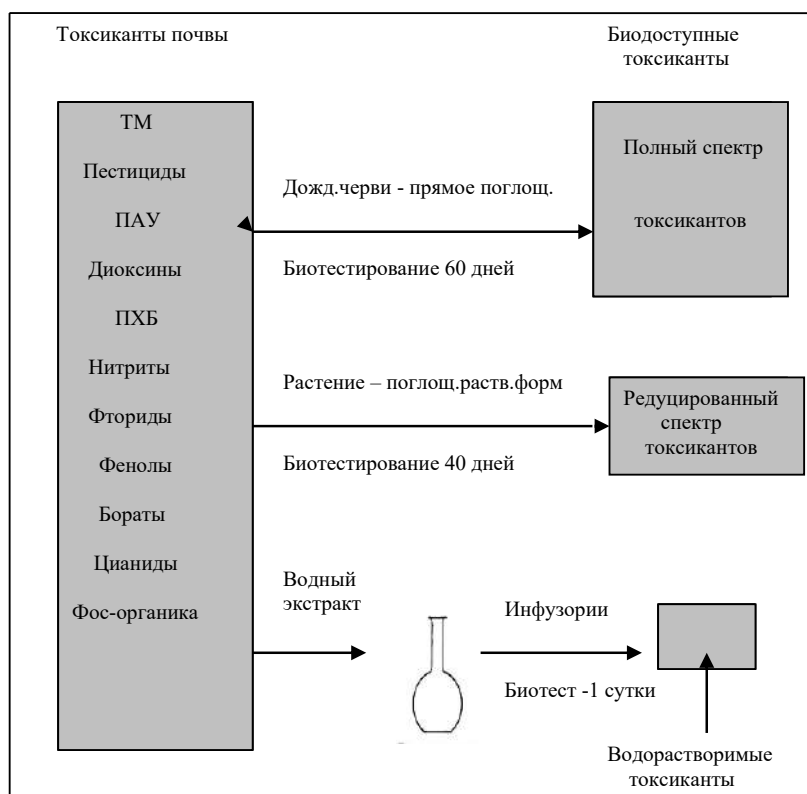 Токсиканты почвы
Биодоступные
токсиканты
ТМ
Пестициды
ПАУ
Диоксины
ПХБ
Нитриты
Фториды
Фенолы
Бораты
Цианиды
Фос-органика
Дожд.черви - прямое поглощ.
Биотестирование 60 дней
Полный спектр
токсикантов
Растение – поглощ.раств.форм
Биотестирование 40 дней
Редуцированный
спектр
токсикантов
Водный
экстракт
Инфузории
Биотест -1 сутки
Водорастворимые
токсиканты